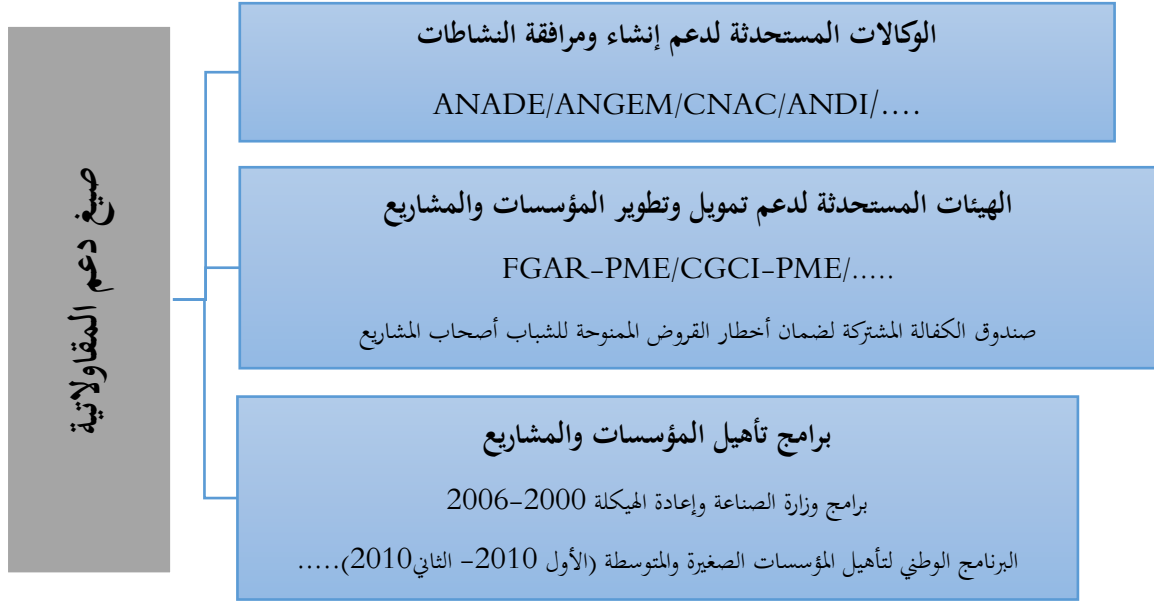 صيغ دعم المقاولاتية
الوكالات المستحدثة لدعم إنشاء ومرافقة النشاطات
ANADE/ANGEM/CNAC/ANDI/....
الهيئات المستحدثة لدعم تمويل وتطوير المؤسسات والمشاريع
FGAR-PME/CGCI-PME/.....
صندوق الكفالة المشتركة لضمان أخطار القروض الممنوحة للشباب أصحاب المشاريع
برامج تأهيل المؤسسات والمشاريع
برامج وزارة الصناعة وإعادة الهيكلة 2000-2006
البرنامج الوطني لتأهيل المؤسسات الصغيرة والمتوسطة (الأول 2010- الثاني2010).....